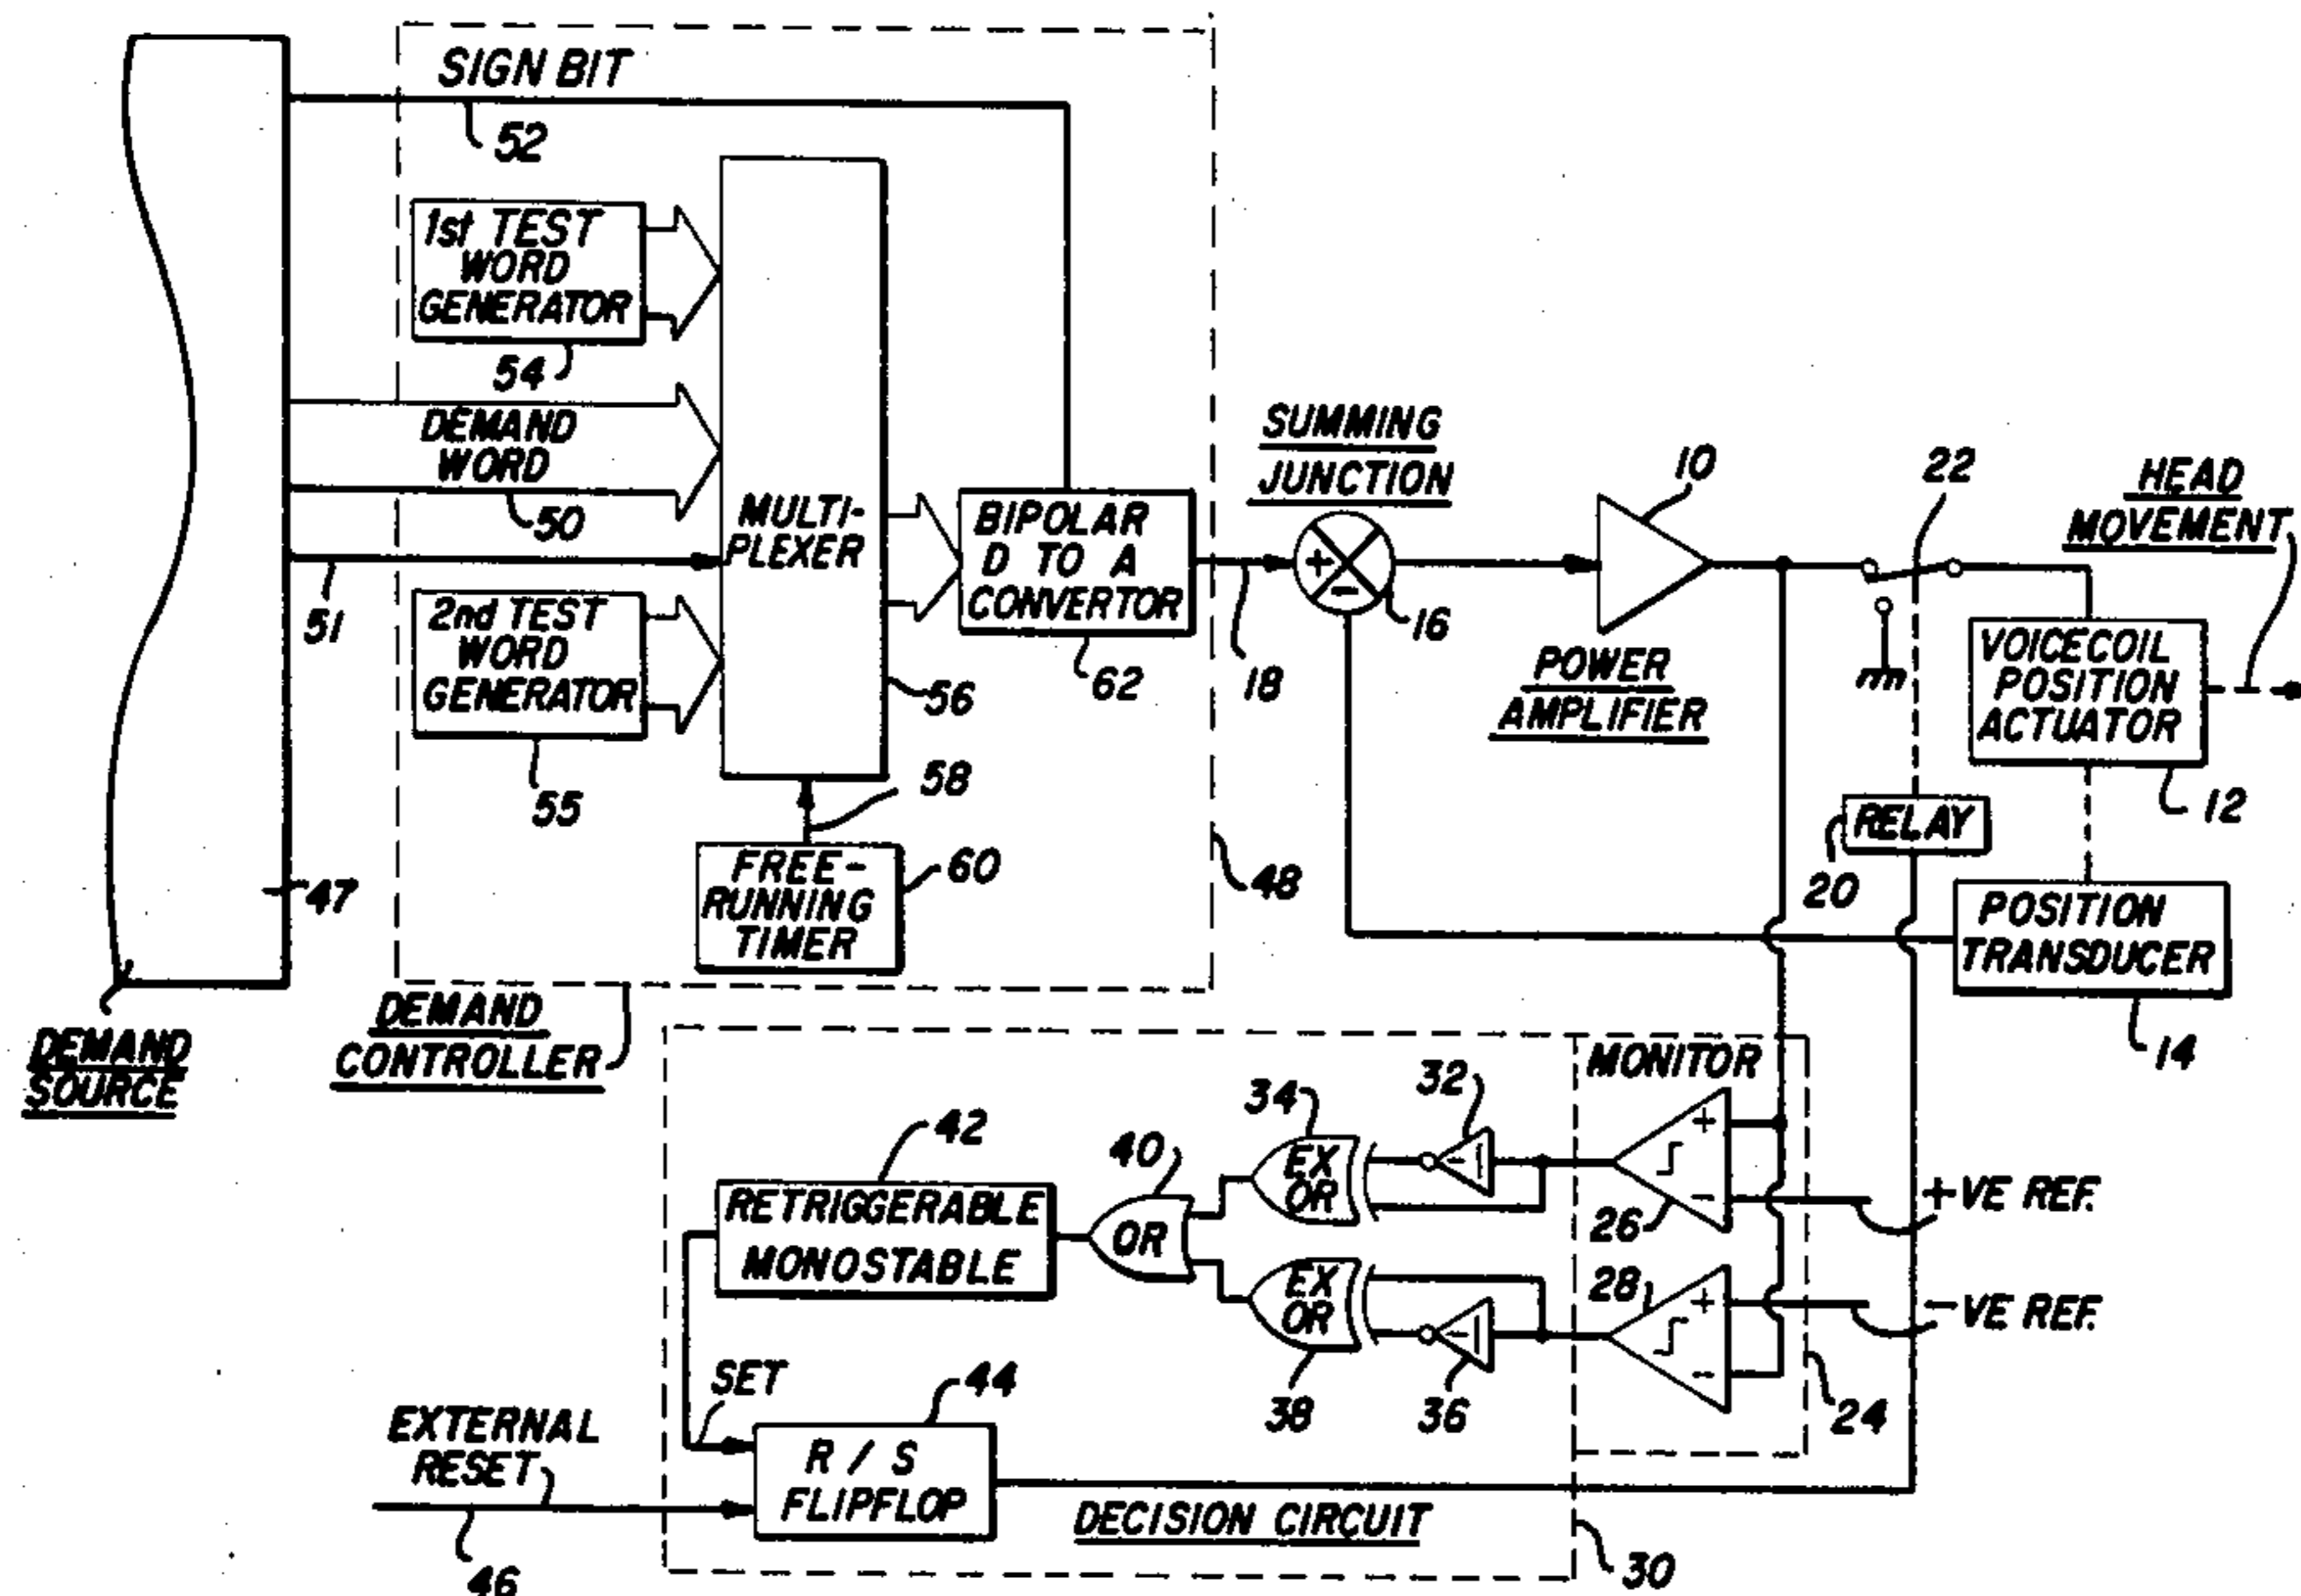 SIGN BIT
52
1st TEST
WORD
GENERATOR
54
DEMAND
WORD
50
51
2nd TEST
WORD
GENERATOR
55
MULTI-
PLEXER
56
58
FREE-
RUNNING
TIMER
60
BIPOLAR
D TO A
CONVERTOR
62
18
48
47
DEMAND
SOURCE
DEMAND
CONTROLLER
SUMMING
JUNCTION
+
-
16
10
POWER
AMPLIFIER
22
HEAD
MOVEMENT
VOICECOIL
POSITION
ACTUATOR
12
RELAY
20
POSITION
TRANSDUCER
14
MONITOR
+
-
26
+VE REF.
28
+
-
-VE REF.
24
32
-1
34
EX
OR
36
-1
38
EX
OR
40
OR
42
RETRIGGERABLE
MONOSTABLE
SET
44
R / S
FLIPFLOP
EXTERNAL
RESET
46
DECISION CIRCUIT
30